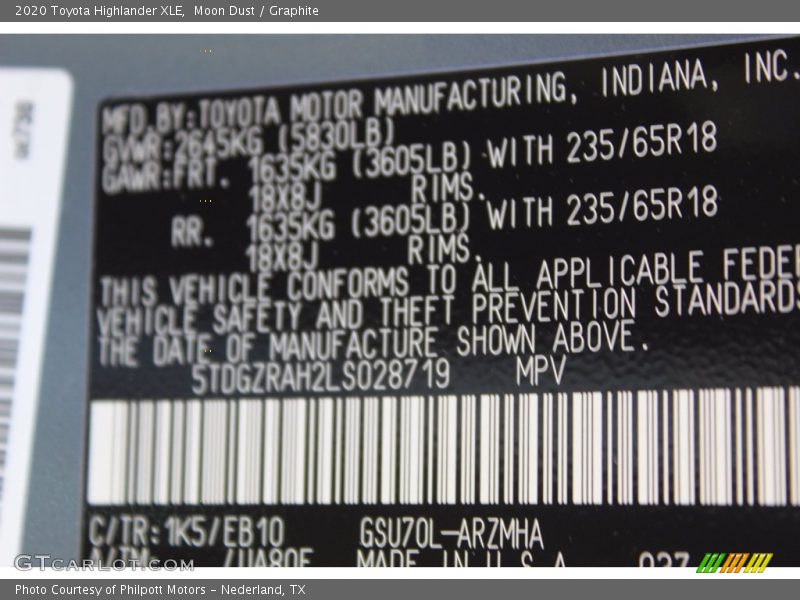 2020 Toyota Highlander XLE, Moon Dust / Graphite
MFD BY:TOYOTA MOTOR MANUFACTURING, INDIANA, INC.
GVWR:2645KG (5830LB)
GAWR:FRT. 1635KG (3605LB) WITH 235/65R18
18X8J RIMS.
RR. 1635KG (3605LB) WITH 235/65R18
18X8J RIMS.
THIS VEHICLE CONFORMS TO ALL APPLICABLE FEDE
VEHICLE SAFETY AND THEFT PREVENTION STANDARDS
THE DATE OF MANUFACTURE SHOWN ABOVE.
5TDGZRAH2LS028719 MPV
C/TR:1K5/EB10 GSU70L-ARZMHA
MADE IN U.S.A.
GTCarLot.com
Photo Courtesy of Philpott Motors - Nederland, TX